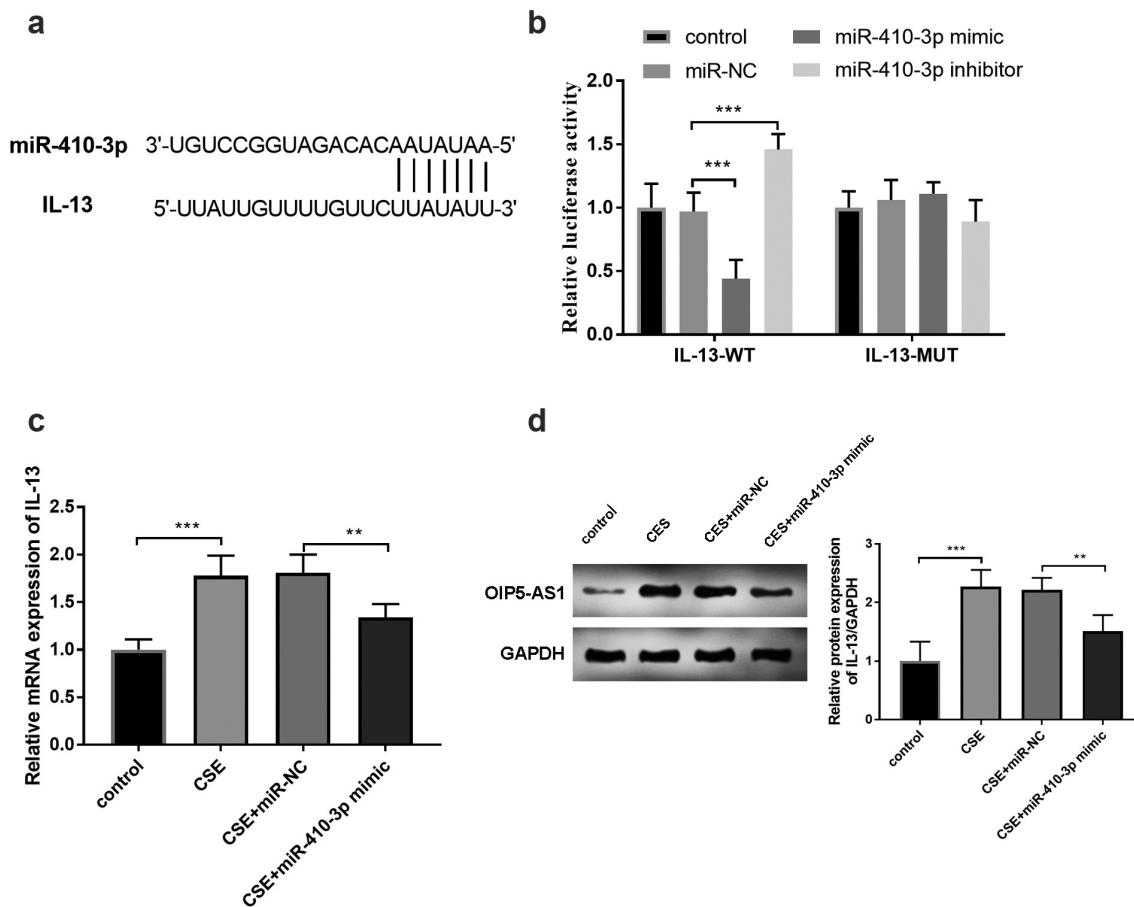 a
miR-410-3p 3'-UGUCCGGUAGACACAAUAUAA-5'
IL-13 5'-UUAUUGUUUUGUUCUUAUAUU-3'
b
control
miR-NC
miR-410-3p mimic
miR-410-3p inhibitor
Relative luciferase activity
2.0
1.5
1.0
0.5
0.0
***
***
IL-13-WT
IL-13-MUT
c
Relative mRNA expression of IL-13
2.5
2.0
1.5
1.0
0.5
0.0
***
**
control
CSE
CSE+miR-NC
CSE+miR-410-3p mimic
d
control
CES
CES+miR-NC
CES+miR-410-3p mimic
OIP5-AS1
GAPDH
Relative protein expression
of IL-13/GAPDH
3
2
1
0
***
**
control
CSE
CSE+miR-NC
CSE+miR-410-3p mimic